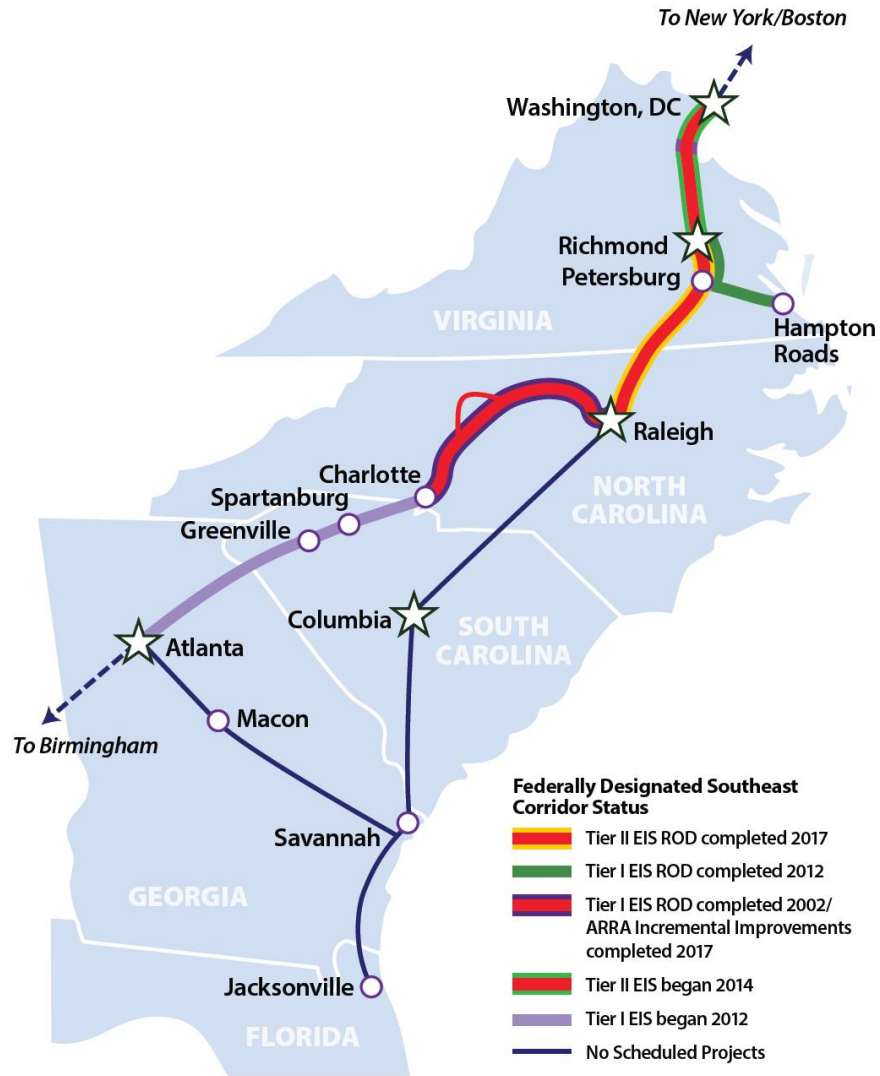 To New York/Boston
Washington, DC
Richmond
Petersburg
VIRGINIA
Hampton
Roads
Raleigh
Charlotte
Spartanburg
Greenville
NORTH
CAROLINA
Columbia
SOUTH
CAROLINA
Atlanta
Macon
To Birmingham
Savannah
GEORGIA
Jacksonville
FLORIDA
Federally Designated Southeast
Corridor Status
Tier II EIS ROD completed 2017
Tier I EIS ROD completed 2012
Tier I EIS ROD completed 2002/
ARRA Incremental Improvements
completed 2017
Tier II EIS began 2014
Tier I EIS began 2012
No Scheduled Projects